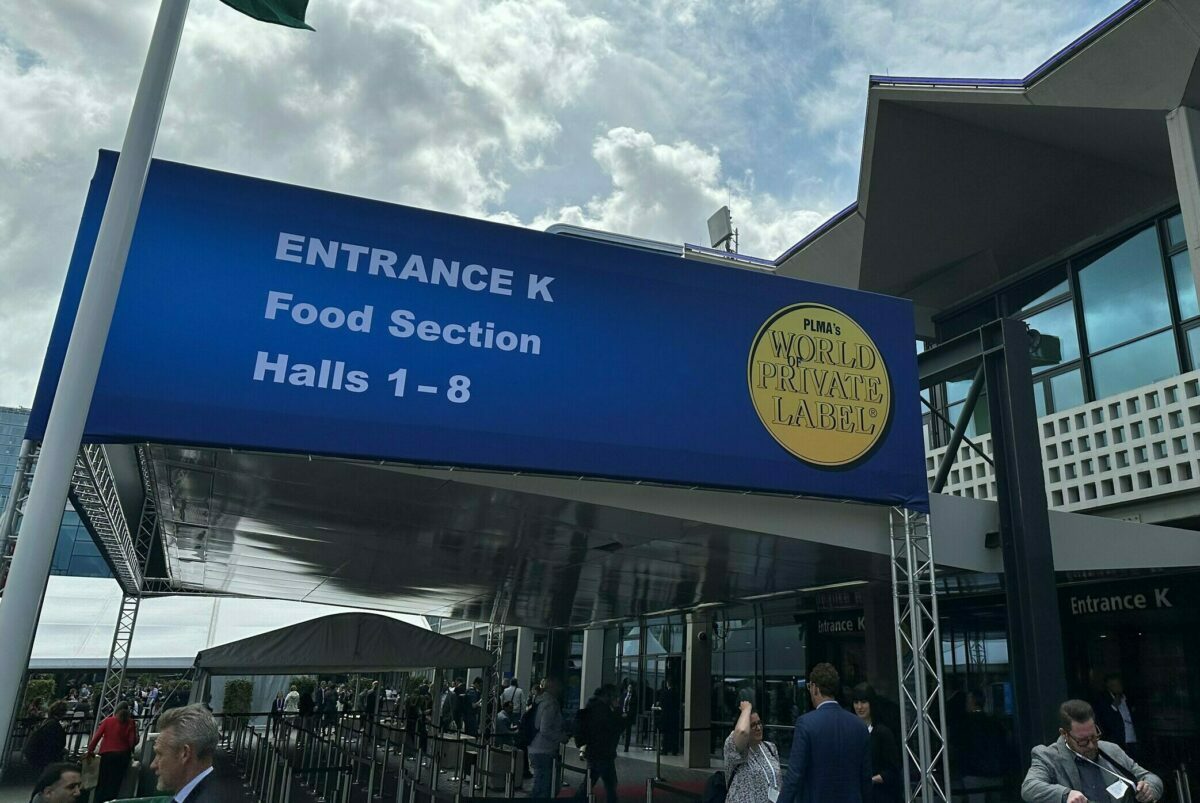 ENTRANCE K
Food Section
Halls 1 – 8
PLMA's
WORLD
OF
PRIVATE
LABEL®
Entrance K
Entrance K